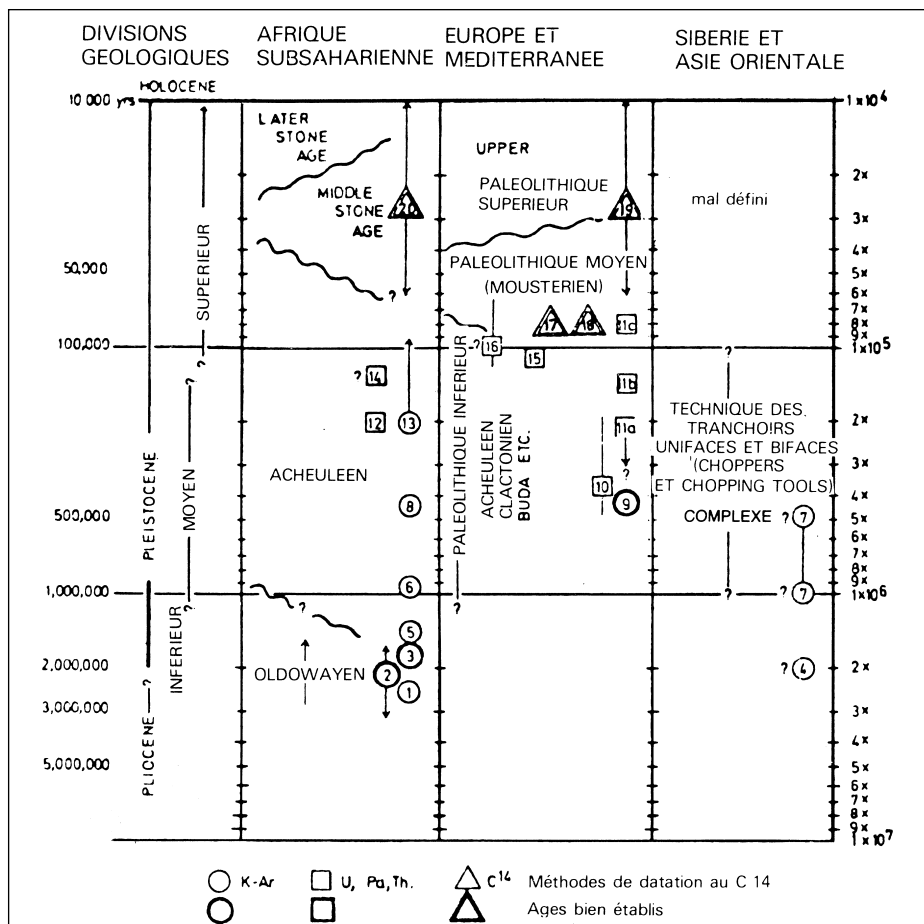 DIVISIONS
GEOLOGIQUES
AFRIQUE
SUBSAHARIENNE
EUROPE ET
MEDITERRANEE
SIBERIE ET
ASIE ORIENTALE
HOLOCENE
10 000 yrs
50,000
100,000
500,000
1,000,000
2,000,000
3,000,000
5,000,000
PLEISTOCENE
?
PLIOCENE
SUPERIEUR
?
MOYEN
?
INFERIEUR
LATER
STONE
AGE
MIDDLE
STONE
AGE
20
?
? 14
12
13
ACHEULEEN
8
6
?
5
3
OLDOWAYEN
2
1
UPPER
PALEOLITHIQUE
SUPERIEUR
19
PALEOLITHIQUE MOYEN
(MOUSTERIEN)
17
18
11c
?
16
15
11b
11a
?
10
9
PALEOLITHIQUE INFERIEUR
?
ACHEULEEN
CLACTONIEN
BUDA ETC.
mal défini
?
TECHNIQUE DES
TRANCHOIRS
UNIFACES ET BIFACES
(CHOPPERS
ET CHOPPING TOOLS)
COMPLEXE
? 7
?
? 7
? 4
1×10⁴
2×
3×
4×
5×
6×
7×
8×
9×
1×10⁵
2×
3×
4×
5×
6×
7×
8×
9×
1×10⁶
2×
3×
4×
5×
6×
7×
8×
9×
1×10⁷
K-Ar
U, Pa, Th.
C¹⁴
Méthodes de datation au C 14
Ages bien établis